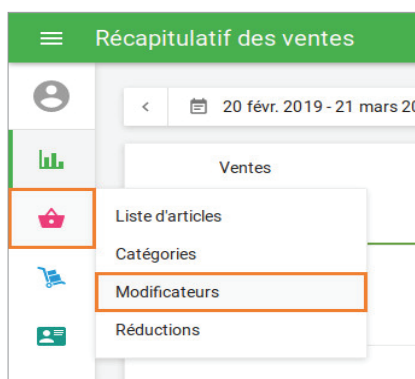 Récapitulatif des ventes
20 févr. 2019 - 21 mars 20
Ventes
Liste d'articles
Catégories
Modificateurs
Réductions